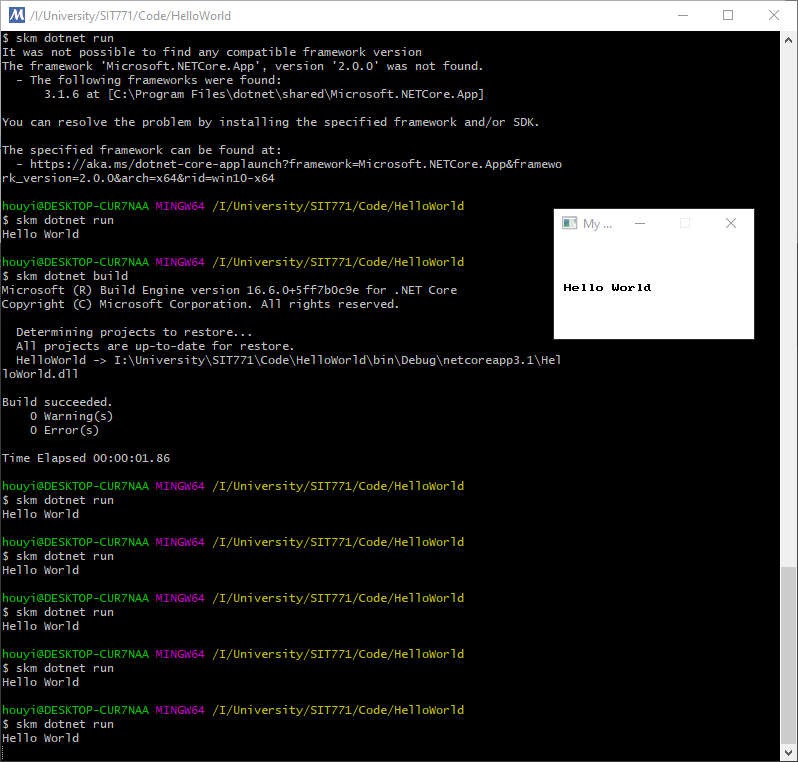 /I/University/SIT771/Code/HelloWorld
$ skm dotnet run
It was not possible to find any compatible framework version
The framework 'Microsoft.NETCore.App', version '2.0.0' was not found.
- The following frameworks were found:
3.1.6 at [C:\Program Files\dotnet\shared\Microsoft.NETCore.App]
You can resolve the problem by installing the specified framework and/or SDK.
The specified framework can be found at:
- https://aka.ms/dotnet-core-applaunch?framework=Microsoft.NETCore.App&framewo
rk_version=2.0.0&arch=x64&rid=win10-x64
houyi@DESKTOP-CUR7NAA MINGW64 /I/University/SIT771/Code/HelloWorld
$ skm dotnet run
Hello World
houyi@DESKTOP-CUR7NAA MINGW64 /I/University/SIT771/Code/HelloWorld
$ skm dotnet build
Microsoft (R) Build Engine version 16.6.0+5ff7b0c9e for .NET Core
Copyright (C) Microsoft Corporation. All rights reserved.
Determining projects to restore...
All projects are up-to-date for restore.
HelloWorld -> I:\University\SIT771\Code\HelloWorld\bin\Debug\netcoreapp3.1\Hel
loWorld.dll
Build succeeded.
0 Warning(s)
0 Error(s)
Time Elapsed 00:00:01.86
houyi@DESKTOP-CUR7NAA MINGW64 /I/University/SIT771/Code/HelloWorld
$ skm dotnet run
Hello World
houyi@DESKTOP-CUR7NAA MINGW64 /I/University/SIT771/Code/HelloWorld
$ skm dotnet run
Hello World
houyi@DESKTOP-CUR7NAA MINGW64 /I/University/SIT771/Code/HelloWorld
$ skm dotnet run
Hello World
houyi@DESKTOP-CUR7NAA MINGW64 /I/University/SIT771/Code/HelloWorld
$ skm dotnet run
Hello World
houyi@DESKTOP-CUR7NAA MINGW64 /I/University/SIT771/Code/HelloWorld
$ skm dotnet run
Hello World
My ...
Hello World